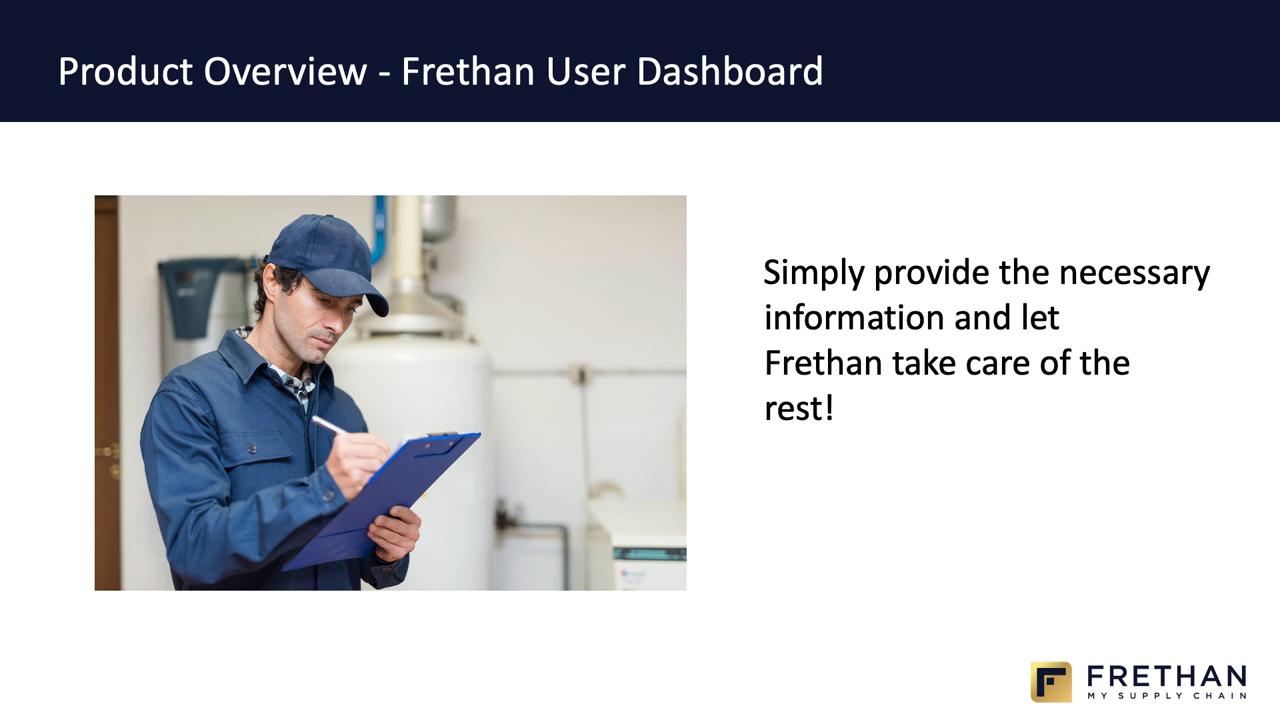 Product Overview - Frethan User Dashboard
Simply provide the necessary
information and let
Frethan take care of the
rest!
FRETHAN
MY SUPPLY CHAIN